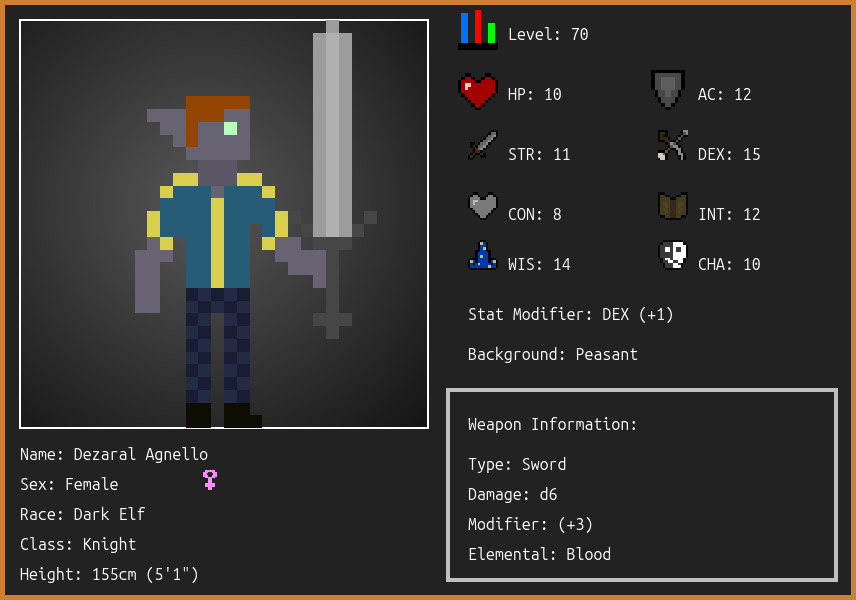 Level: 70
HP: 10
AC: 12
STR: 11
DEX: 15
CON: 8
INT: 12
WIS: 14
CHA: 10
Stat Modifier: DEX (+1)
Background: Peasant
Weapon Information:
Type: Sword
Damage: d6
Modifier: (+3)
Elemental: Blood
Name: Dezaral Agnello
Sex: Female
Race: Dark Elf
Class: Knight
Height: 155cm (5'1")